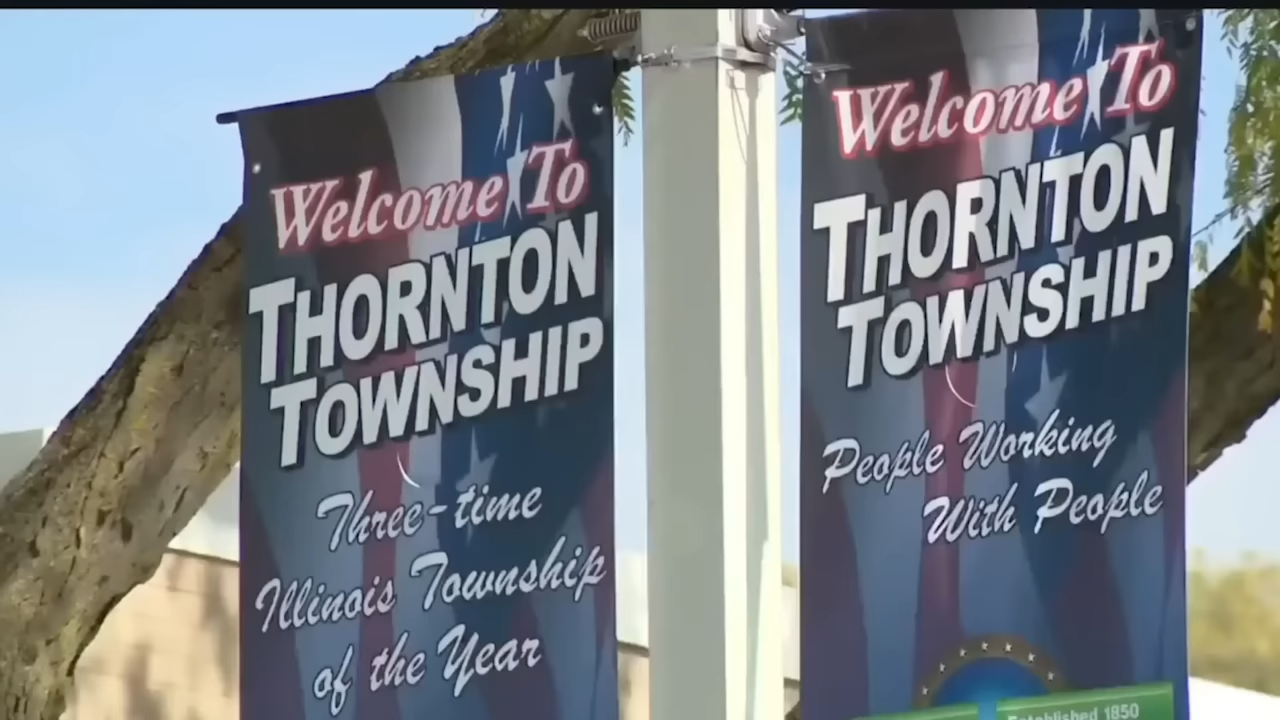 Welcome To
THORNTON
TOWNSHIP
Three-time
Illinois Township
of the Year
Welcome To
THORNTON
TOWNSHIP
People Working
With People
Established 1850